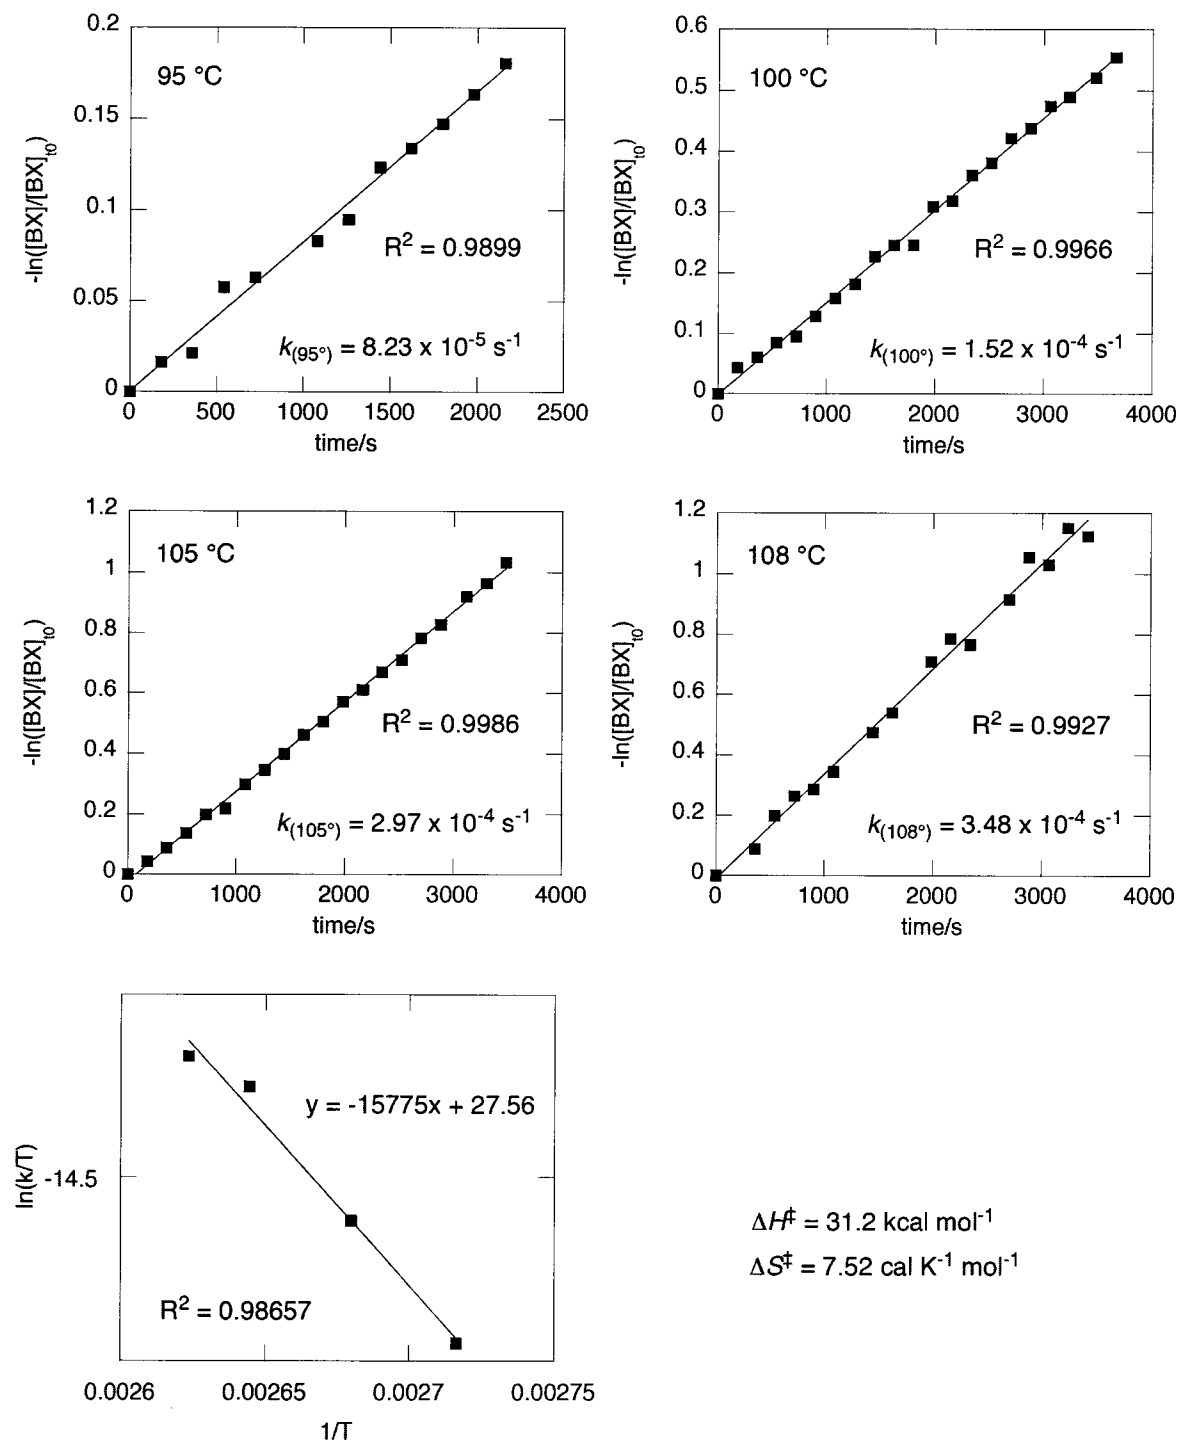 0.2
95 °C
0.15
-ln([BX]/[BX]t0)
0.1
R² = 0.9899
0.05
k(95°) = 8.23 x 10⁻⁵ s⁻¹
0
0 500 1000 1500 2000 2500
time/s
0.6
100 °C
0.5
0.4
-ln([BX]/[BX]t0)
0.3
R² = 0.9966
0.2
0.1
k(100°) = 1.52 x 10⁻⁴ s⁻¹
0
0 1000 2000 3000 4000
time/s
1.2
105 °C
1
0.8
-ln([BX]/[BX]t0)
0.6
R² = 0.9986
0.4
0.2
k(105°) = 2.97 x 10⁻⁴ s⁻¹
0
0 1000 2000 3000 4000
time/s
1.2
108 °C
1
0.8
-ln([BX]/[BX]t0)
0.6
R² = 0.9927
0.4
0.2
k(108°) = 3.48 x 10⁻⁴ s⁻¹
0
0 1000 2000 3000 4000
time/s
y = -15775x + 27.56
ln(k/T)
-14.5
R² = 0.98657
0.0026 0.00265 0.0027 0.00275
1/T
ΔH‡ = 31.2 kcal mol⁻¹
ΔS‡ = 7.52 cal K⁻¹ mol⁻¹